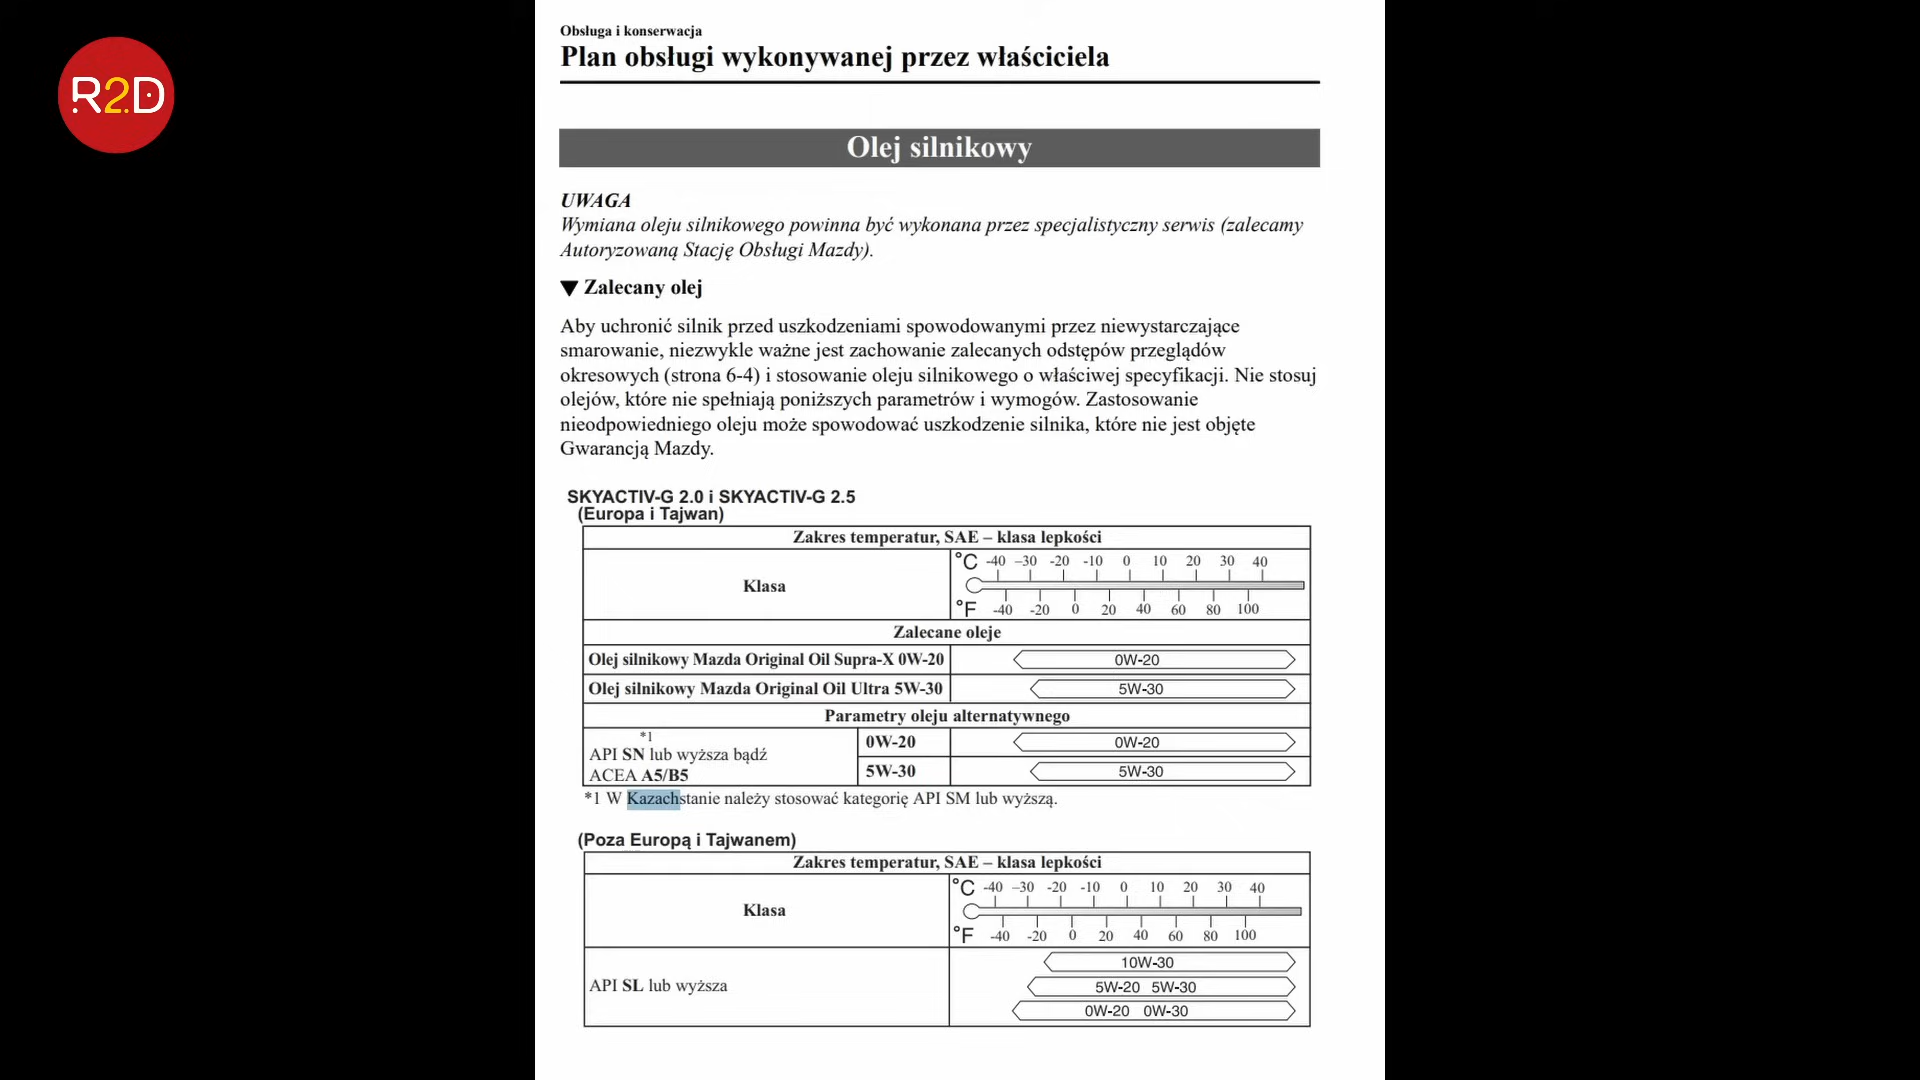 R2D
Obsługa i konserwacja
Plan obsługi wykonywanej przez właściciela
Olej silnikowy
UWAGA
Wymiana oleju silnikowego powinna być wykonana przez specjalistyczny serwis (zalecamy
Autoryzowaną Stację Obsługi Mazdy).
▼ Zalecany olej
Aby uchronić silnik przed uszkodzeniami spowodowanymi przez niewystarczające
smarowanie, niezwykle ważne jest zachowanie zalecanych odstępów przeglądów
okresowych (strona 6-4) i stosowanie oleju silnikowego o właściwej specyfikacji. Nie stosuj
olejów, które nie spełniają poniższych parametrów i wymogów. Zastosowanie
nieodpowiedniego oleju może spowodować uszkodzenie silnika, które nie jest objęte
Gwarancją Mazdy.
SKYACTIV-G 2.0 i SKYACTIV-G 2.5
(Europa i Tajwan)
Zakres temperatur, SAE – klasa lepkości
Klasa
°C -40 –30 -20 -10 0 10 20 30 40
°F -40 -20 0 20 40 60 80 100
Zalecane oleje
Olej silnikowy Mazda Original Oil Supra-X 0W-20 0W-20
Olej silnikowy Mazda Original Oil Ultra 5W-30 5W-30
Parametry oleju alternatywnego
*1
API SN lub wyższa bądź
ACEA A5/B5
0W-20 0W-20
5W-30 5W-30
*1 W Kazachstanie należy stosować kategorię API SM lub wyższą.
(Poza Europą i Tajwanem)
Zakres temperatur, SAE – klasa lepkości
Klasa
°C -40 –30 -20 -10 0 10 20 30 40
°F -40 -20 0 20 40 60 80 100
API SL lub wyższa
10W-30
5W-20 5W-30
0W-20 0W-30